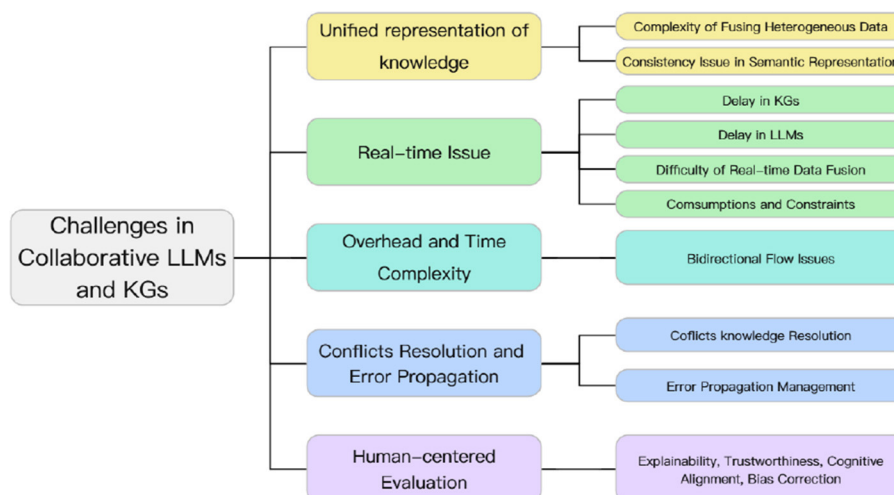 Challenges in
Collaborative LLMs
and KGs
Unified representation of
knowledge
Complexity of Fusing Heterogeneous Data
Consistency Issue in Semantic Representation
Real-time Issue
Delay in KGs
Delay in LLMs
Difficulty of Real-time Data Fusion
Comsumptions and Constraints
Overhead and Time
Complexity
Bidirectional Flow Issues
Conflicts Resolution and
Error Propagation
Coflicts knowledge Resolution
Error Propagation Management
Human-centered
Evaluation
Explainability, Trustworthiness, Cognitive
Alignment, Bias Correction